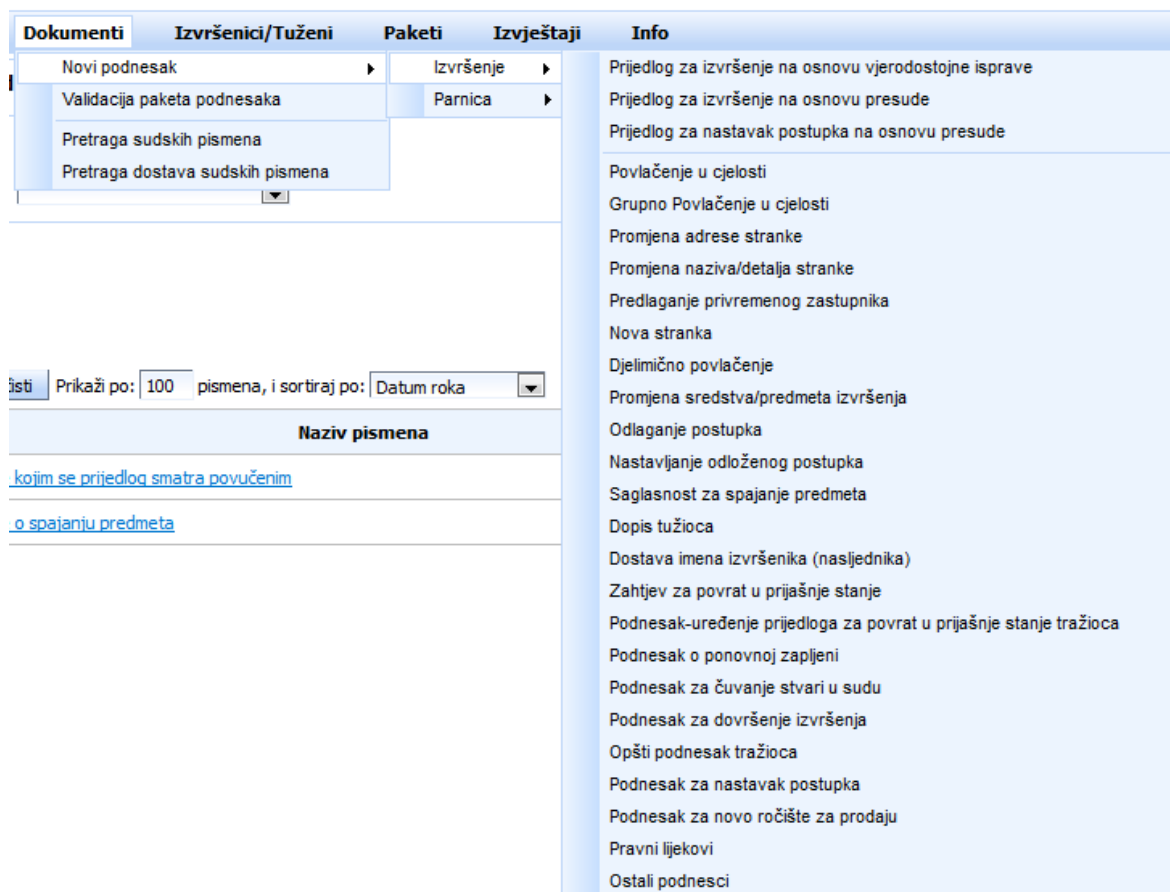 Dokumenti Izvršenici/Tuženi Paketi Izvještaji Info
Novi podnesak
Validacija paketa podnesaka
Pretraga sudskih pismena
Pretraga dostava sudskih pismena
Izvršenje
Parnica
Prijedlog za izvršenje na osnovu vjerodostojne isprave
Prijedlog za izvršenje na osnovu presude
Prijedlog za nastavak postupka na osnovu presude
Povlačenje u cjelosti
Grupno Povlačenje u cjelosti
Promjena adrese stranke
Promjena naziva/detalja stranke
Predlaganje privremenog zastupnika
Nova stranka
Djelimično povlačenje
Promjena sredstva/predmeta izvršenja
Odlaganje postupka
Nastavljanje odloženog postupka
Saglasnost za spajanje predmeta
Dopis tužioca
Dostava imena izvršenika (nasljednika)
Zahtjev za povrat u prijašnje stanje
Podnesak-uređenje prijedloga za povrat u prijašnje stanje tražioca
Podnesak o ponovnoj zapljeni
Podnesak za čuvanje stvari u sudu
Podnesak za dovršenje izvršenja
Opšti podnesak tražioca
Podnesak za nastavak postupka
Podnesak za novo ročište za prodaju
Pravni lijekovi
Ostali podnesci
Prikaži po: 100 pismena, i sortiraj po: Datum roka
Naziv pismena
kojim se prijedlog smatra povučenim
o spajanju predmeta